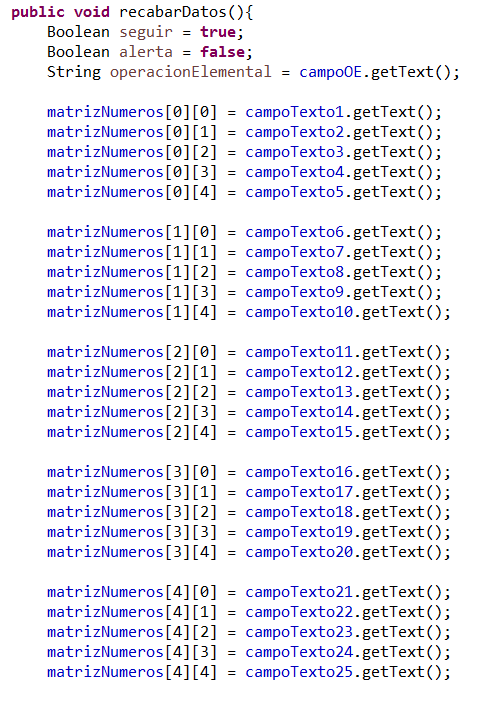 public void recabarDatos(){
Boolean seguir = true;
Boolean alerta = false;
String operacionElemental = campoOE.getText();
matrizNumeros[0][0] = campoTexto1.getText();
matrizNumeros[0][1] = campoTexto2.getText();
matrizNumeros[0][2] = campoTexto3.getText();
matrizNumeros[0][3] = campoTexto4.getText();
matrizNumeros[0][4] = campoTexto5.getText();
matrizNumeros[1][0] = campoTexto6.getText();
matrizNumeros[1][1] = campoTexto7.getText();
matrizNumeros[1][2] = campoTexto8.getText();
matrizNumeros[1][3] = campoTexto9.getText();
matrizNumeros[1][4] = campoTexto10.getText();
matrizNumeros[2][0] = campoTexto11.getText();
matrizNumeros[2][1] = campoTexto12.getText();
matrizNumeros[2][2] = campoTexto13.getText();
matrizNumeros[2][3] = campoTexto14.getText();
matrizNumeros[2][4] = campoTexto15.getText();
matrizNumeros[3][0] = campoTexto16.getText();
matrizNumeros[3][1] = campoTexto17.getText();
matrizNumeros[3][2] = campoTexto18.getText();
matrizNumeros[3][3] = campoTexto19.getText();
matrizNumeros[3][4] = campoTexto20.getText();
matrizNumeros[4][0] = campoTexto21.getText();
matrizNumeros[4][1] = campoTexto22.getText();
matrizNumeros[4][2] = campoTexto23.getText();
matrizNumeros[4][3] = campoTexto24.getText();
matrizNumeros[4][4] = campoTexto25.getText();